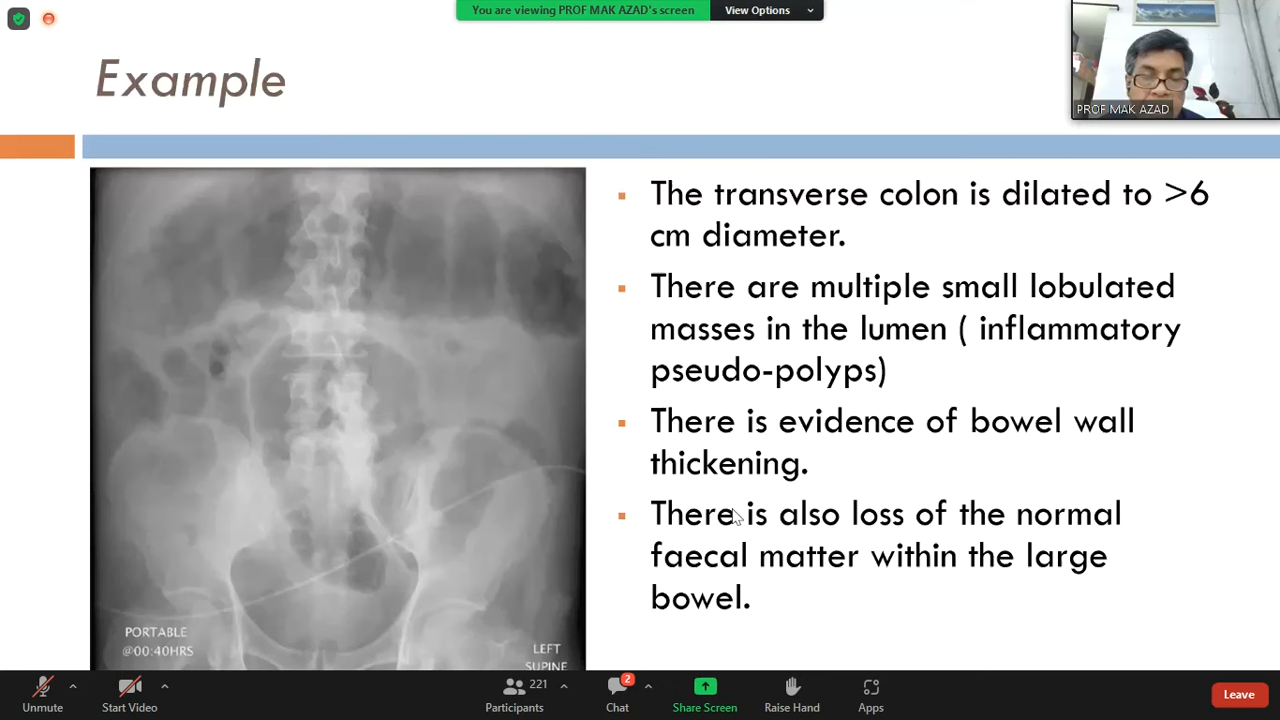 You are viewing PROF MAK AZAD's screen
View Options
Example
PROF MAK AZAD
▪ The transverse colon is dilated to >6
cm diameter.
▪ There are multiple small lobulated
masses in the lumen ( inflammatory
pseudo-polyps)
▪ There is evidence of bowel wall
thickening.
▪ There is also loss of the normal
faecal matter within the large
bowel.
PORTABLE
@00:40HRS
LEFT
SUPINE
Unmute
Start Video
221
Participants
2
Chat
Share Screen
Raise Hand
Apps
Leave